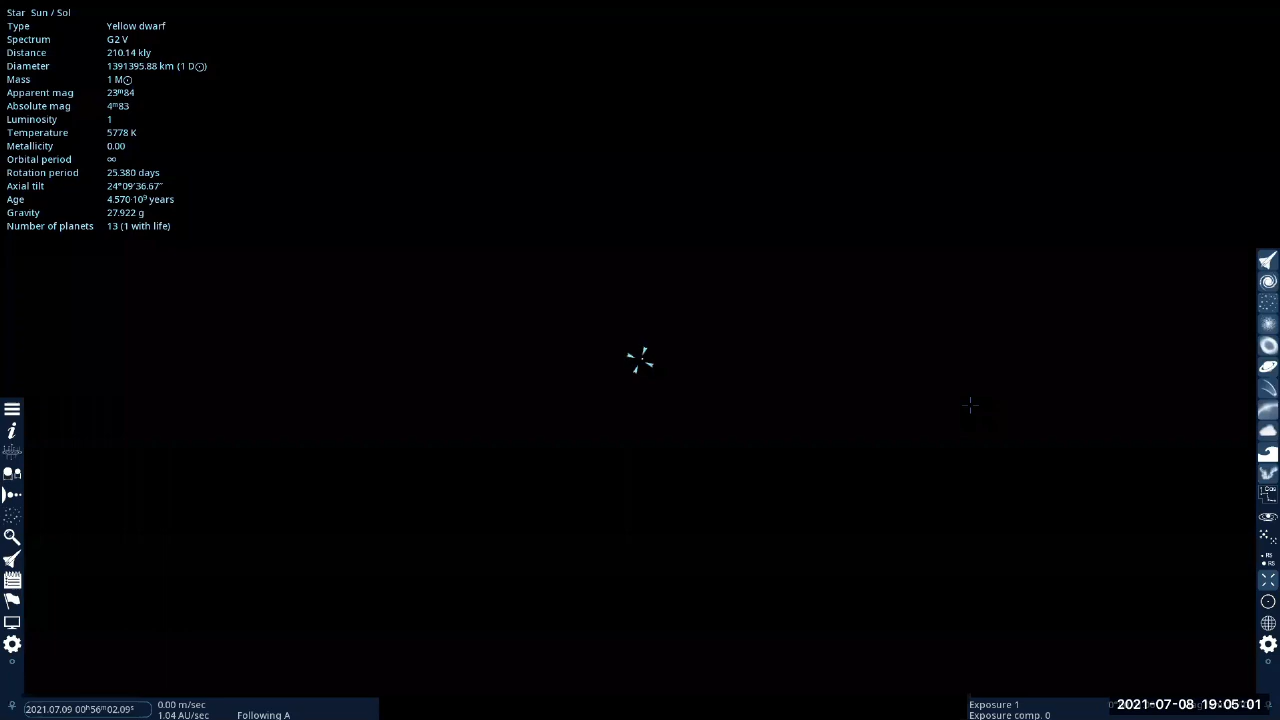 Star Sun / Sol
Type Yellow dwarf
Spectrum G2 V
Distance 210.14 kly
Diameter 1391395.88 km (1 D☉)
Mass 1 M☉
Apparent mag 23ᵐ84
Absolute mag 4ᵐ83
Luminosity 1
Temperature 5778 K
Metallicity 0.00
Orbital period ∞
Rotation period 25.380 days
Axial tilt 24°09′36.67″
Age 4.570·10⁹ years
Gravity 27.922 g
Number of planets 13 (1 with life)
Gas
RS
RS
2021.07.09 00ʰ56ᵐ02.09ˢ
0.00 m/sec
1.04 AU/sec Following A
Exposure 1
Exposure comp. 0
2021-07-08 19:05:01